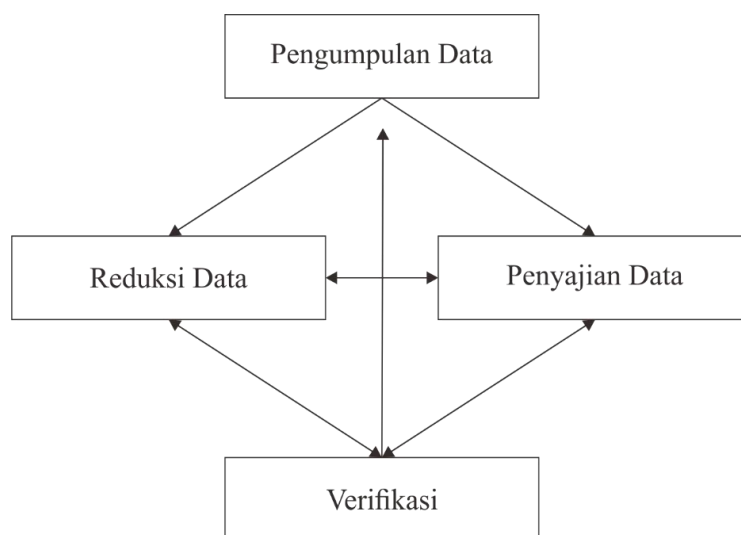 Pengumpulan Data
Reduksi Data
Penyajian Data
Verifikasi